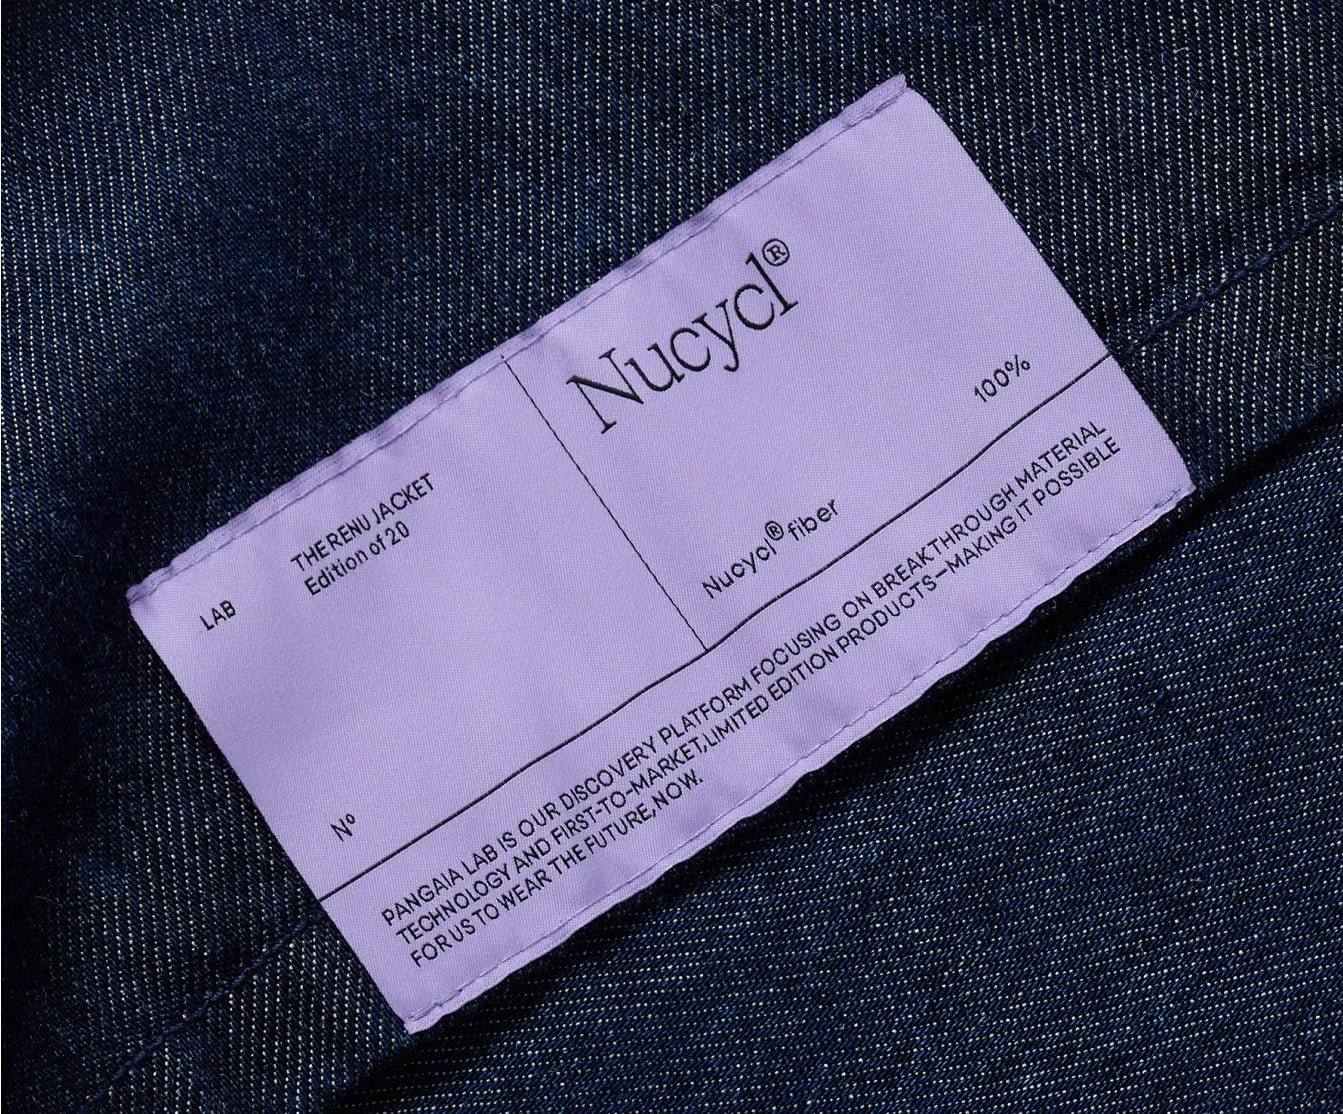 LAB
THE RENU JACKET
Edition of 20
Nº
Nucycl®
Nucycl® fiber 100%
PANGAIA LAB IS OUR DISCOVERY PLATFORM FOCUSING ON BREAKTHROUGH MATERIAL
TECHNOLOGY AND FIRST-TO-MARKET, LIMITED EDITION PRODUCTS—MAKING IT POSSIBLE
FOR US TO WEAR THE FUTURE, NOW.